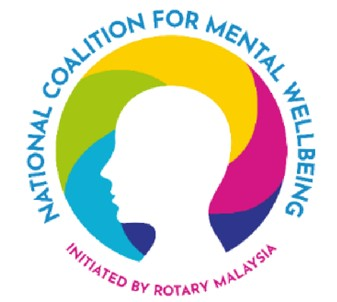 NATIONAL COALITION FOR MENTAL WELLBEING
INITIATED BY ROTARY MALAYSIA